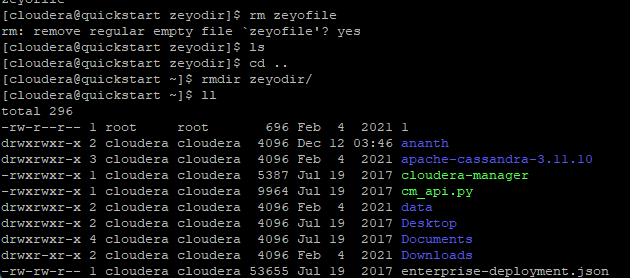 zeyofile
[cloudera@quickstart zeyodir]$ rm zeyofile
rm: remove regular empty file `zeyofile'? yes
[cloudera@quickstart zeyodir]$ ls
[cloudera@quickstart zeyodir]$ cd ..
[cloudera@quickstart ~]$ rmdir zeyodir/
[cloudera@quickstart ~]$ ll
total 296
-rw-r--r-- 1 root     root       696 Feb  4  2021 1
drwxrwxr-x 2 cloudera cloudera  4096 Dec 12 03:46 ananth
drwxrwxr-x 3 cloudera cloudera  4096 Feb  4  2021 apache-cassandra-3.11.10
-rwxrwxr-x 1 cloudera cloudera  5387 Jul 19  2017 cloudera-manager
-rwxrwxr-x 1 cloudera cloudera  9964 Jul 19  2017 cm_api.py
drwxrwxr-x 2 cloudera cloudera  4096 Feb  4  2021 data
drwxrwxr-x 2 cloudera cloudera  4096 Jul 19  2017 Desktop
drwxrwxr-x 4 cloudera cloudera  4096 Jul 19  2017 Documents
drwxrwxr-x 2 cloudera cloudera  4096 Feb  4  2021 Downloads
-rw-rw-r-- 1 cloudera cloudera 53655 Jul 19  2017 enterprise-deployment.json